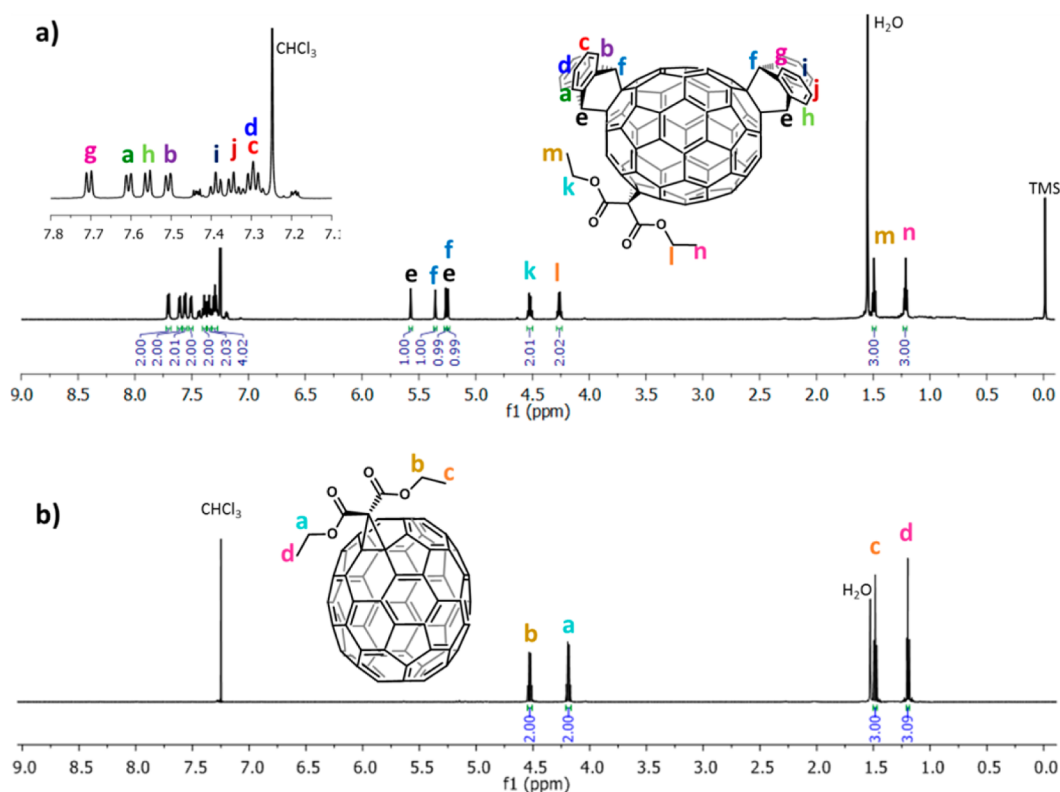 a)
CHCl3
g a h b i j d c
7.8 7.7 7.6 7.5 7.4 7.3 7.2 7.1
c b
d f
a
e
f g
i
j
e h
m
k
O O
O O
l n
H2O
TMS
f
e f e
k l
m n
2.00 2.00 2.01 2.00 2.00 2.03 4.02 1.00 1.00 0.99 0.99 2.01 2.02 3.00 3.00
9.0 8.5 8.0 7.5 7.0 6.5 6.0 5.5 5.0 4.5 4.0 3.5 3.0 2.5 2.0 1.5 1.0 0.5 0.0
f1 (ppm)
b)
CHCl3
b
O O c
O O
a
d
b a
H2O
c d
2.00 2.00 3.00 3.09
9.0 8.5 8.0 7.5 7.0 6.5 6.0 5.5 5.0 4.5 4.0 3.5 3.0 2.5 2.0 1.5 1.0 0.5 0.0
f1 (ppm)